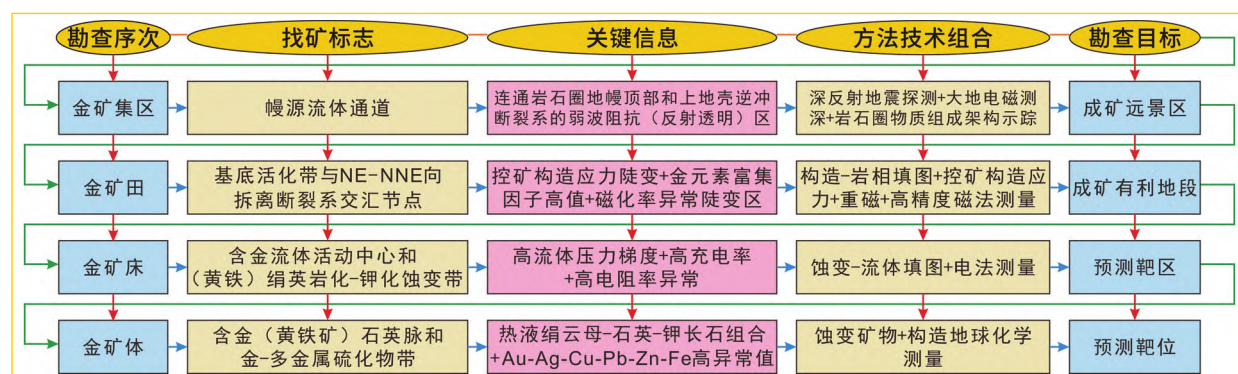 勘查序次
找矿标志
关键信息
方法技术组合
勘查目标
金矿集区
幔源流体通道
连通岩石圈地幔顶部和上地壳逆冲
断裂系的弱波阻抗（反射透明）区
深反射地震探测+大地电磁测
深+岩石圈物质组成架构示踪
成矿远景区
金矿田
基底活化带与NE-NNE向
拆离断裂系交汇节点
控矿构造应力陡变+金元素富集
因子高值+磁化率异常陡变区
构造-岩相填图+控矿构造应
力+重磁+高精度磁法测量
成矿有利地段
金矿床
含金流体活动中心和
（黄铁）绢英岩化-钾化蚀变带
高流体压力梯度+高充电率
+高电阻率异常
蚀变-流体填图+电法测量
预测靶区
金矿体
含金（黄铁矿）石英脉和
金-多金属硫化物带
热液绢云母-石英-钾长石组合
+Au-Ag-Cu-Pb-Zn-Fe高异常值
蚀变矿物+构造地球化学
测量
预测靶位